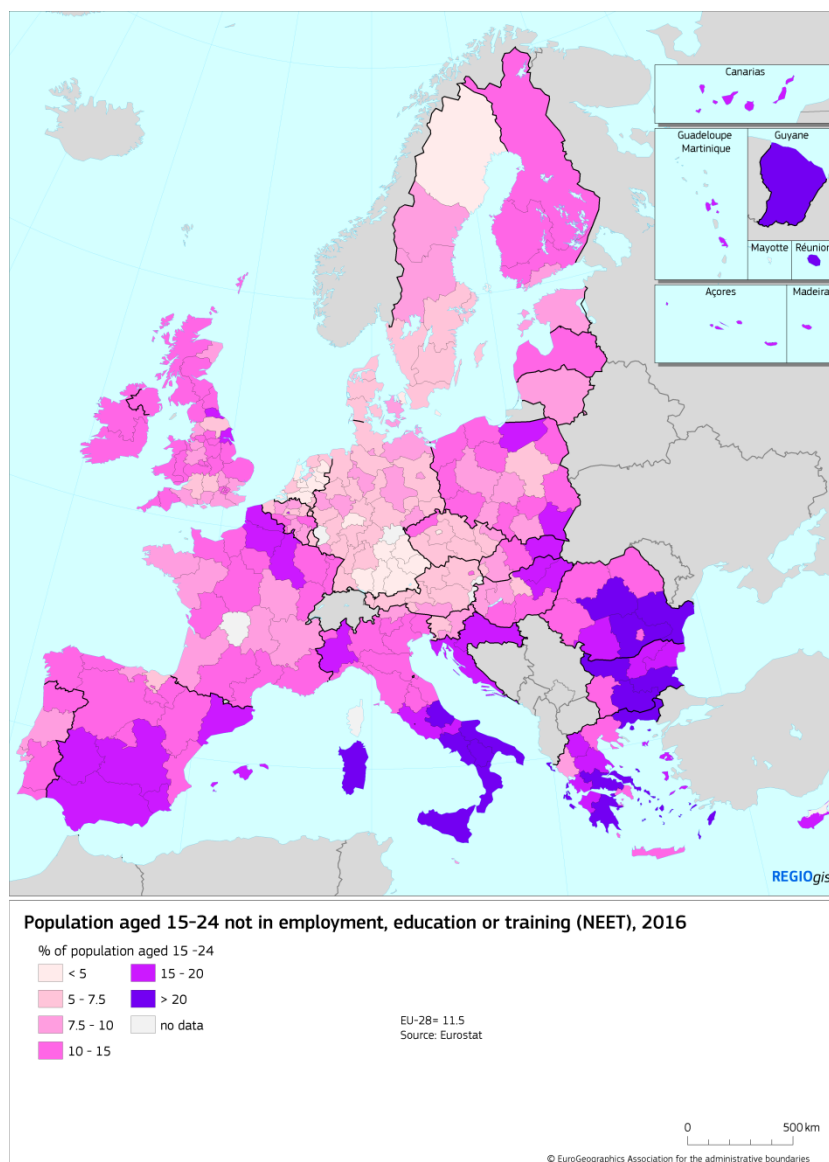 Canarias
Guadeloupe
Martinique
Guyane
Mayotte
Réunion
Açores
Madeira
REGIOgis
Population aged 15-24 not in employment, education or training (NEET), 2016
% of population aged 15 -24
< 5
5 - 7.5
7.5 - 10
10 - 15
15 - 20
> 20
no data
EU-28= 11.5
Source: Eurostat
0 500 km
© EuroGeographics Association for the administrative boundaries